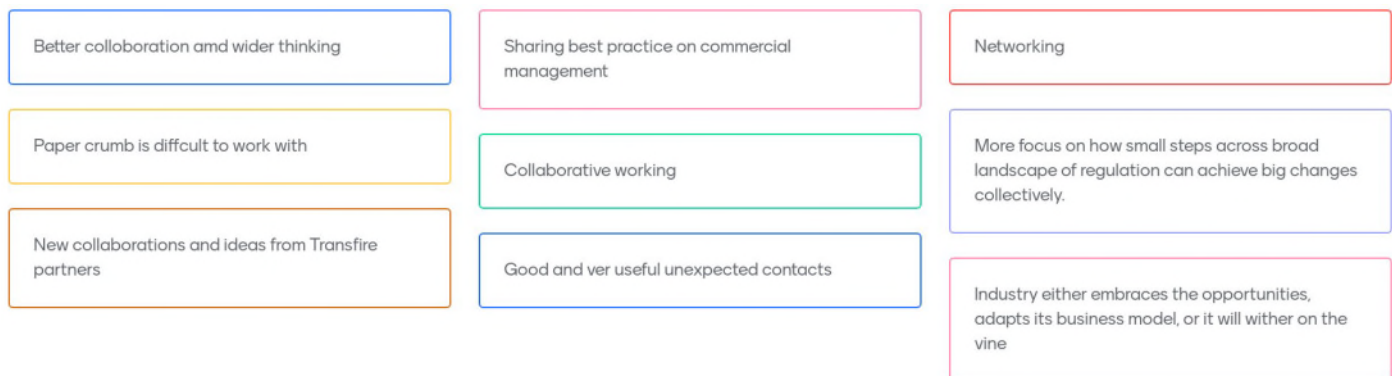 Better colloboration amd wider thinking
Paper crumb is diffcult to work with
New collaborations and ideas from Transfire
partners
Sharing best practice on commercial
management
Collaborative working
Good and ver useful unexpected contacts
Networking
More focus on how small steps across broad
landscape of regulation can achieve big changes
collectively.
Industry either embraces the opportunities,
adapts its business model, or it will wither on the
vine